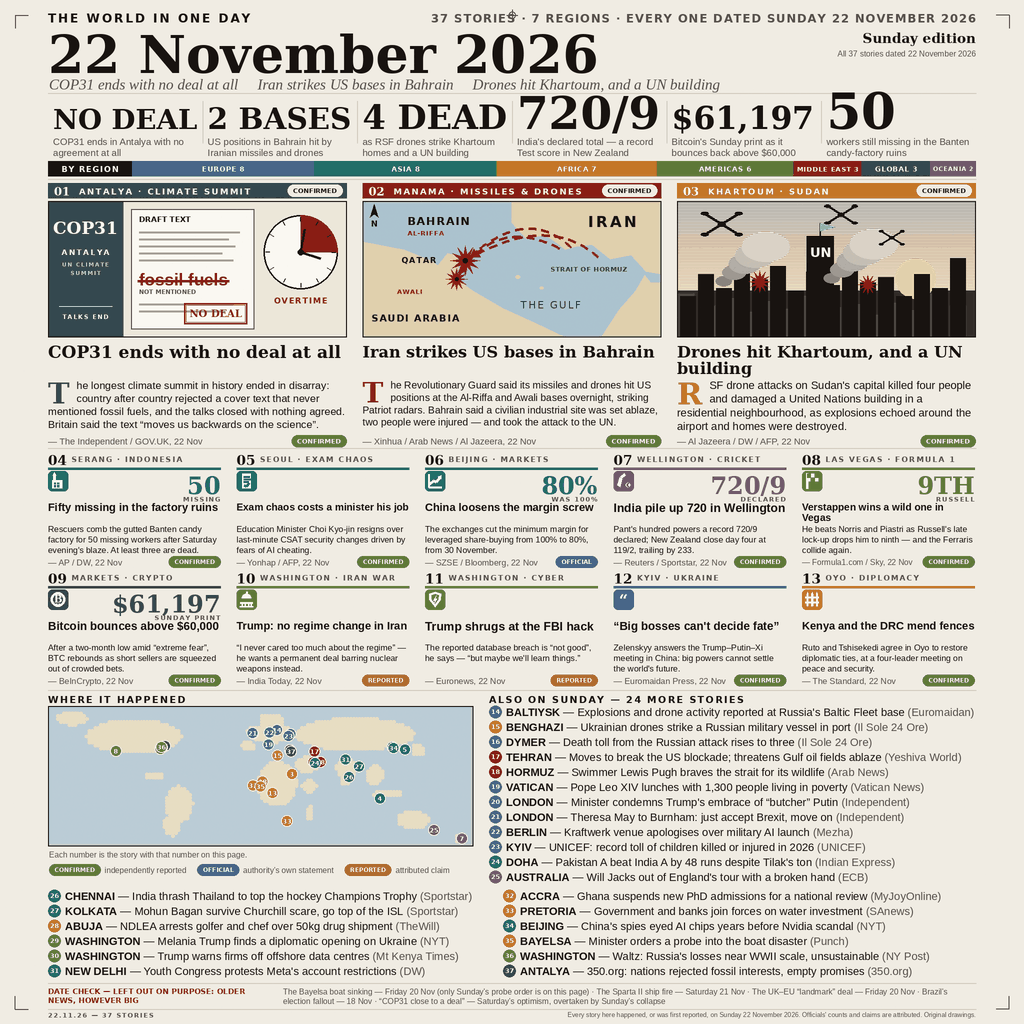 THE WORLD IN ONE DAY
37 STORIES · 7 REGIONS · EVERY ONE DATED SUNDAY 22 NOVEMBER 2026
22 November 2026
Sunday edition
All 37 stories dated 22 November 2026
COP31 ends with no deal at all Iran strikes US bases in Bahrain Drones hit Khartoum, and a UN building
NO DEAL
COP31 ends in Antalya with no
agreement at all
2 BASES
US positions in Bahrain hit by
Iranian missiles and drones
4 DEAD
as RSF drones strike Khartoum
homes and a UN building
720/9
India's declared total — a record
Test score in New Zealand
$61,197
Bitcoin's Sunday print as it
bounces back above $60,000
50
workers still missing in the Banten
candy-factory ruins
BY REGION
EUROPE 8
ASIA 8
AFRICA 7
AMERICAS 6
MIDDLE EAST 3
GLOBAL 3
OCEANIA 2
01 ANTALYA · CLIMATE SUMMIT CONFIRMED
COP31
ANTALYA
UN CLIMATE
SUMMIT
TALKS END
DRAFT TEXT
fossil fuels
NOT MENTIONED
NO DEAL
OVERTIME
COP31 ends with no deal at all
The longest climate summit in history ended in disarray:
country after country rejected a cover text that never
mentioned fossil fuels, and the talks closed with nothing agreed.
Britain said the text “moves us backwards on the science”.
— The Independent / GOV.UK, 22 Nov CONFIRMED
02 MANAMA · MISSILES & DRONES CONFIRMED
N
BAHRAIN
AL-RIFFA
IRAN
QATAR
STRAIT OF HORMUZ
AWALI
THE GULF
SAUDI ARABIA
Iran strikes US bases in Bahrain
The Revolutionary Guard said its missiles and drones hit US
positions at the Al-Riffa and Awali bases overnight, striking
Patriot radars. Bahrain said a civilian industrial site was set ablaze,
two people were injured — and took the attack to the UN.
— Xinhua / Arab News / Al Jazeera, 22 Nov CONFIRMED
03 KHARTOUM · SUDAN CONFIRMED
UN
Drones hit Khartoum, and a UN
building
RSF drone attacks on Sudan's capital killed four people
and damaged a United Nations building in a
residential neighbourhood, as explosions echoed around the
airport and homes were destroyed.
— Al Jazeera / DW / AFP, 22 Nov CONFIRMED
04 SERANG · INDONESIA
50
MISSING
Fifty missing in the factory ruins
Rescuers comb the gutted Banten candy
factory for 50 missing workers after Saturday
evening's blaze. At least three are dead.
— AP / DW, 22 Nov CONFIRMED
05 SEOUL · EXAM CHAOS
Exam chaos costs a minister his job
Education Minister Choi Kyo-jin resigns over
last-minute CSAT security changes driven by
fears of AI cheating.
— Yonhap / AFP, 22 Nov CONFIRMED
06 BEIJING · MARKETS
80%
WAS 100%
China loosens the margin screw
The exchanges cut the minimum margin for
leveraged share-buying from 100% to 80%,
from 30 November.
— SZSE / Bloomberg, 22 Nov OFFICIAL
07 WELLINGTON · CRICKET
720/9
DECLARED
India pile up 720 in Wellington
Pant's hundred powers a record 720/9
declared; New Zealand close day four at
119/2, trailing by 233.
— Reuters / Sportstar, 22 Nov CONFIRMED
08 LAS VEGAS · FORMULA 1
9TH
RUSSELL
Verstappen wins a wild one in
Vegas
He beats Norris and Piastri as Russell's late
lock-up drops him to ninth — and the Ferraris
collide again.
— Formula1.com / Sky, 22 Nov CONFIRMED
09 MARKETS · CRYPTO
$61,197
SUNDAY PRINT
Bitcoin bounces above $60,000
After a two-month low amid “extreme fear”,
BTC rebounds as short sellers are squeezed
out of crowded bets.
— BeInCrypto, 22 Nov CONFIRMED
10 WASHINGTON · IRAN WAR
Trump: no regime change in Iran
“I never cared too much about the regime” —
he wants a permanent deal barring nuclear
weapons instead.
— India Today, 22 Nov REPORTED
11 WASHINGTON · CYBER
Trump shrugs at the FBI hack
The reported database breach is “not good”,
he says — “but maybe we'll learn things.”
— Euronews, 22 Nov REPORTED
12 KYIV · UKRAINE
“
“Big bosses can't decide fate”
Zelenskyy answers the Trump–Putin–Xi
meeting in China: big powers cannot settle
the world's future.
— Euromaidan Press, 22 Nov CONFIRMED
13 OYO · DIPLOMACY
Kenya and the DRC mend fences
Ruto and Tshisekedi agree in Oyo to restore
diplomatic ties, at a four-leader meeting on
peace and security.
— The Standard, 22 Nov CONFIRMED
WHERE IT HAPPENED
Each number is the story with that number on this page.
CONFIRMED independently reported OFFICIAL authority's own statement REPORTED attributed claim
ALSO ON SUNDAY — 24 MORE STORIES
14 BALTIYSK — Explosions and drone activity reported at Russia's Baltic Fleet base (Euromaidan)
15 BENGHAZI — Ukrainian drones strike a Russian military vessel in port (Il Sole 24 Ore)
16 DYMER — Death toll from the Russian attack rises to three (Il Sole 24 Ore)
17 TEHRAN — Moves to break the US blockade; threatens Gulf oil fields ablaze (Yeshiva World)
18 HORMUZ — Swimmer Lewis Pugh braves the strait for its wildlife (Arab News)
19 VATICAN — Pope Leo XIV lunches with 1,300 people living in poverty (Vatican News)
20 LONDON — Minister condemns Trump's embrace of “butcher” Putin (Independent)
21 LONDON — Theresa May to Burnham: just accept Brexit, move on (Independent)
22 BERLIN — Kraftwerk venue apologises over military AI launch (Mezha)
23 KYIV — UNICEF: record toll of children killed or injured in 2026 (UNICEF)
24 DOHA — Pakistan A beat India A by 48 runs despite Tilak's ton (Indian Express)
25 AUSTRALIA — Will Jacks out of England's tour with a broken hand (ECB)
26 CHENNAI — India thrash Thailand to top the hockey Champions Trophy (Sportstar)
27 KOLKATA — Mohun Bagan survive Churchill scare, go top of the ISL (Sportstar)
28 ABUJA — NDLEA arrests golfer and chef over 50kg drug shipment (TheWill)
29 WASHINGTON — Melania Trump finds a diplomatic opening on Ukraine (NYT)
30 WASHINGTON — Trump warns firms off offshore data centres (Mt Kenya Times)
31 NEW DELHI — Youth Congress protests Meta's account restrictions (DW)
32 ACCRA — Ghana suspends new PhD admissions for a national review (MyJoyOnline)
33 PRETORIA — Government and banks join forces on water investment (SAnews)
34 BEIJING — China's spies eyed AI chips years before Nvidia scandal (NYT)
35 BAYELSA — Minister orders a probe into the boat disaster (Punch)
36 WASHINGTON — Waltz: Russia's losses near WWII scale, unsustainable (NY Post)
37 ANTALYA — 350.org: nations rejected fossil interests, empty promises (350.org)
DATE CHECK — LEFT OUT ON PURPOSE: OLDER
NEWS, HOWEVER BIG
The Bayelsa boat sinking — Friday 20 Nov (only Sunday's probe order is on this page) · The Sparta II ship fire — Saturday 21 Nov · The UK–EU “landmark” deal — Friday 20 Nov · Brazil's
election fallout — 18 Nov · “COP31 close to a deal” — Saturday's optimism, overtaken by Sunday's collapse
22.11.26 — 37 STORIES
Every story here happened, or was first reported, on Sunday 22 November 2026. Officials' counts and claims are attributed. Original drawings.